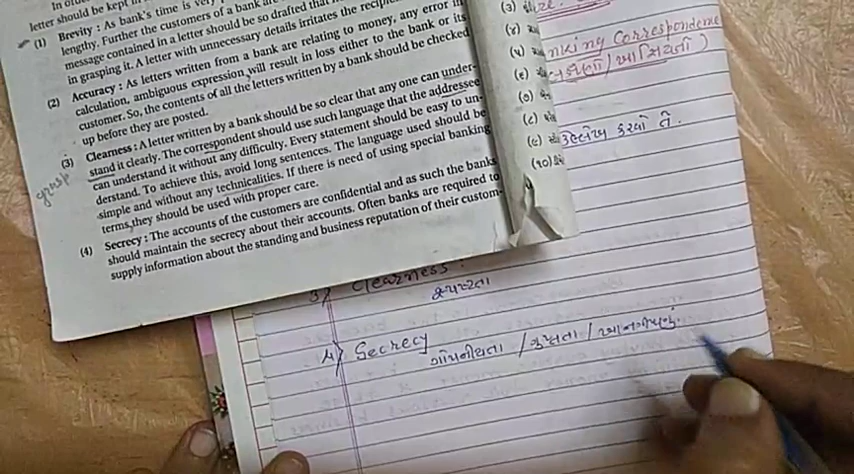 letter should be kept in
(1) Brevity : As bank's time is very
lengthy. Further the customers of a bank are
message contained in a letter should be so drafted that
in grasping it. A letter with unnecessary details irritates the recipient
(2) Accuracy : As letters written from a bank are relating to money, any error in
calculation, ambiguous expression will result in loss either to the bank or its
customer. So, the contents of all the letters written by a bank should be checked
up before they are posted.
(3) Clearness : A letter written by a bank should be so clear that any one can under-
stand it clearly. The correspondent should use such language that the addressee
can understand it without any difficulty. Every statement should be easy to un-
derstand. To achieve this, avoid long sentences. The language used should be
simple and without any technicalities. If there is need of using special banking
terms, they should be used with proper care.
grasp
(4) Secrecy : The accounts of the customers are confidential and as such the banks
should maintain the secrecy about their accounts. Often banks are required to
supply information about the standing and business reputation of their custom-
(૩)
(૪)
(૫)
(૬)
(૭)
(૮)
(૯)
(૧૦)
nking Correspondence
ઉલ્લેખ કરવો તે.
3) Clearness :
સ્પષ્ટતા
Secrecy
ગોપનીયતા / ગુપ્તતા /